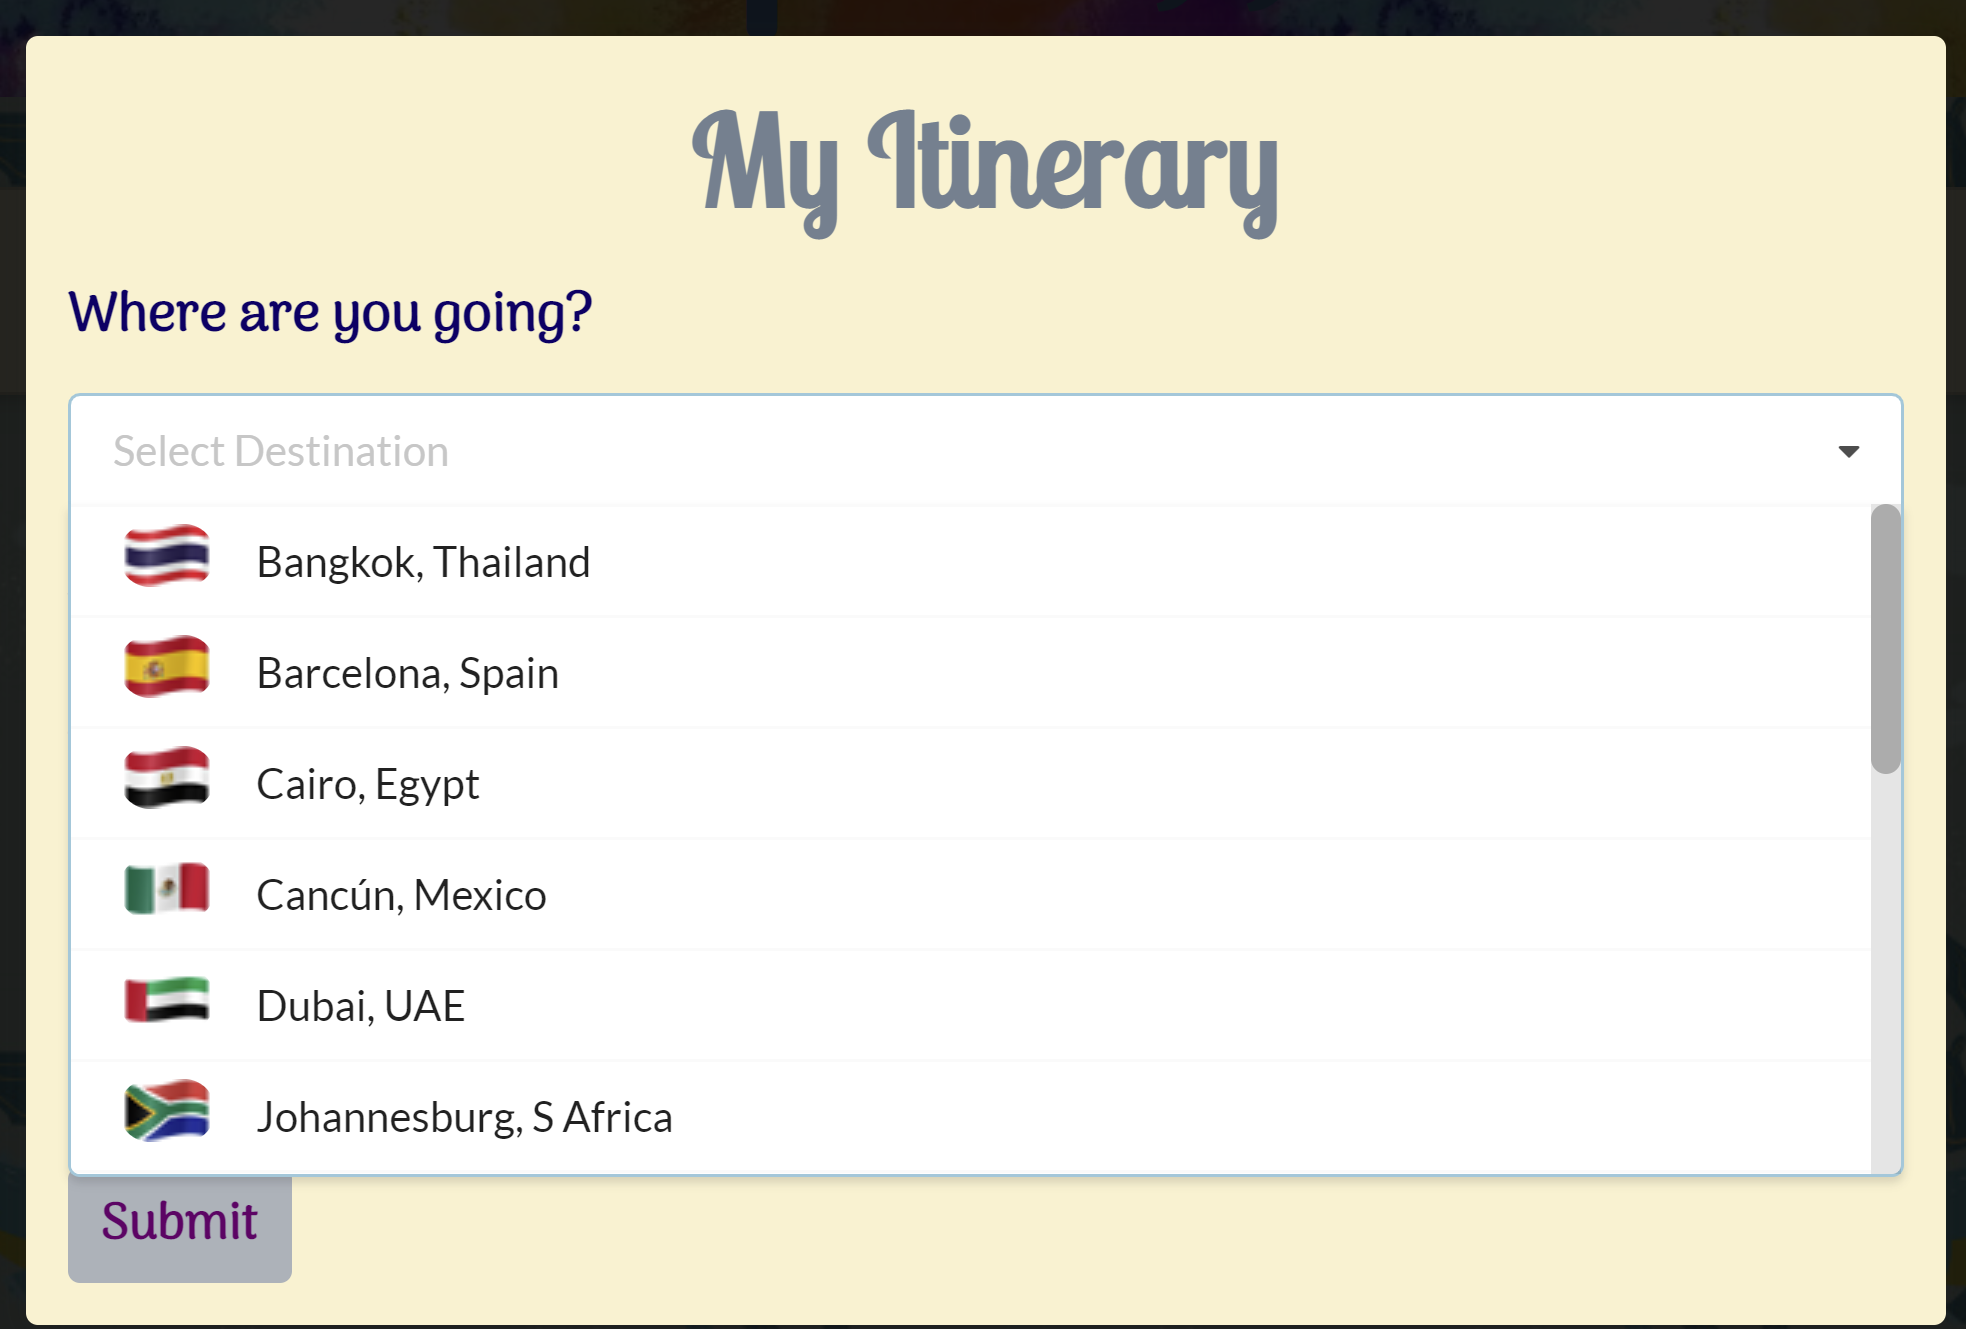 My Itinerary
Where are you going?
Select Destination
Bangkok, Thailand
Barcelona, Spain
Cairo, Egypt
Cancún, Mexico
Dubai, UAE
Johannesburg, S Africa
Submit